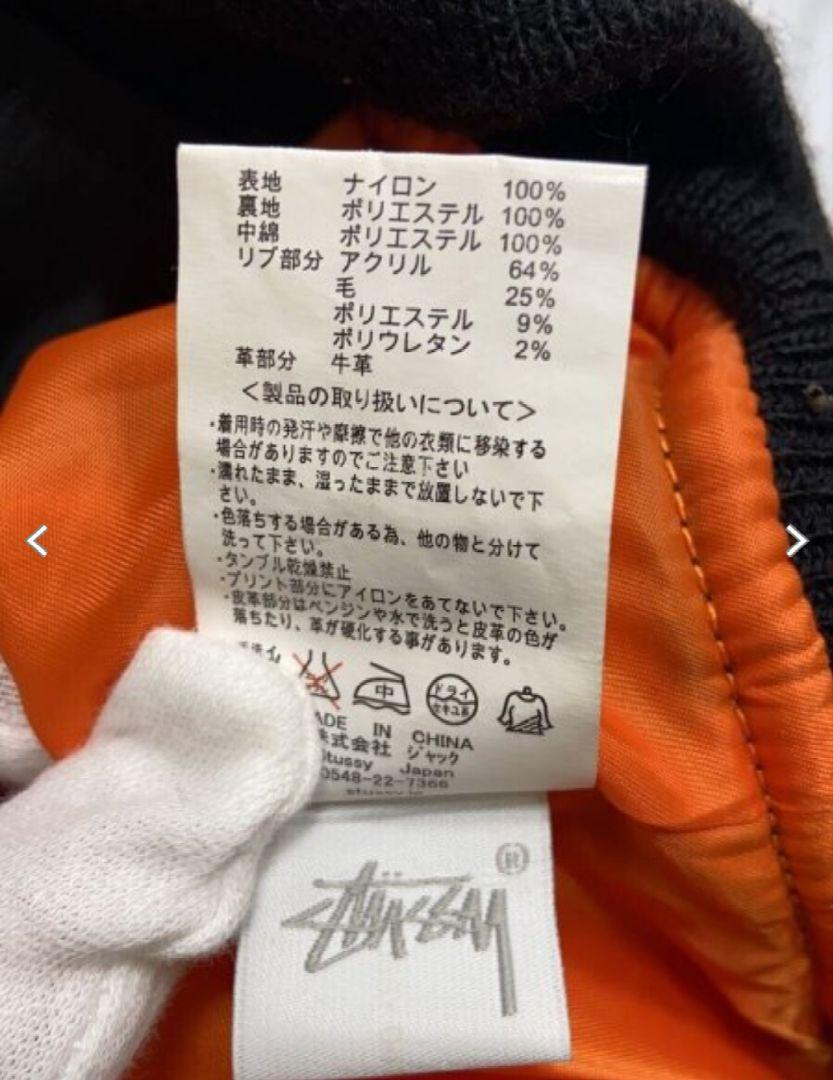 表地 ナイロン 100%
裏地 ポリエステル 100%
中綿 ポリエステル 100%
リブ部分 アクリル 64%
毛 25%
ポリエステル 9%
ポリウレタン 2%
革部分 牛革
<製品の取り扱いについて>
・着用時の発汗や摩擦で他の衣類に移染する
場合がありますのでご注意下さい
・濡れたまま、湿ったままで放置しないで下
さい。
・色落ちする場合がある為、他の物と分けて
洗って下さい。
・タンブル乾燥禁止
・プリント部分にアイロンをあてないで下さい。
・皮革部分はベンジンや水で洗うと皮革の色が
落ちたり、革が硬化する事があります。
中 ドライ セキユ系
ADE IN CHINA
式会社 ジャック
tussy Japan
0548-22-7366
stussy.jp
STÜSSY ®